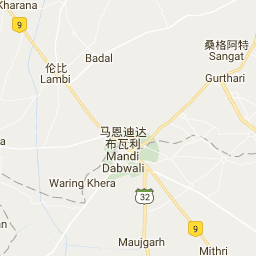 Kharana
9
Badal
桑格阿特
Sangat
伦比
Lambi
Gurthari
马恩迪达
布瓦利
Mandi
Dabwali
Waring Khera
32
9
Maujgarh
Mithri